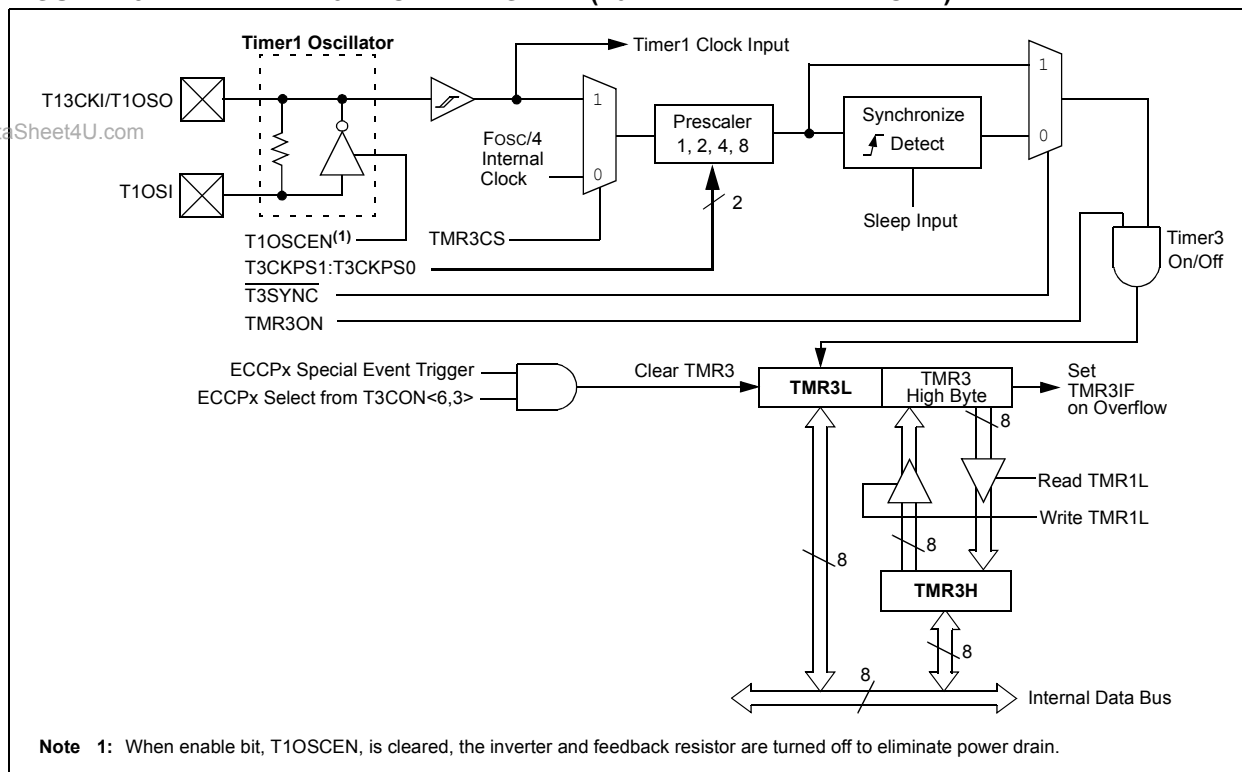 Timer1 Oscillator
Timer1 Clock Input
T13CKI/T1OSO
taSheet4U.com
1
FOSC/4
Internal
Clock
0
Prescaler
1, 2, 4, 8
Synchronize
Detect
1
0
T1OSI
2
Sleep Input
T1OSCEN(1)
TMR3CS
T3CKPS1:T3CKPS0
T3SYNC
TMR3ON
Timer3
On/Off
ECCPx Special Event Trigger
ECCPx Select from T3CON<6,3>
Clear TMR3
TMR3L
TMR3
High Byte
Set
TMR3IF
on Overflow
8
Read TMR1L
Write TMR1L
8
8
TMR3H
8
8
Internal Data Bus
Note 1: When enable bit, T1OSCEN, is cleared, the inverter and feedback resistor are turned off to eliminate power drain.